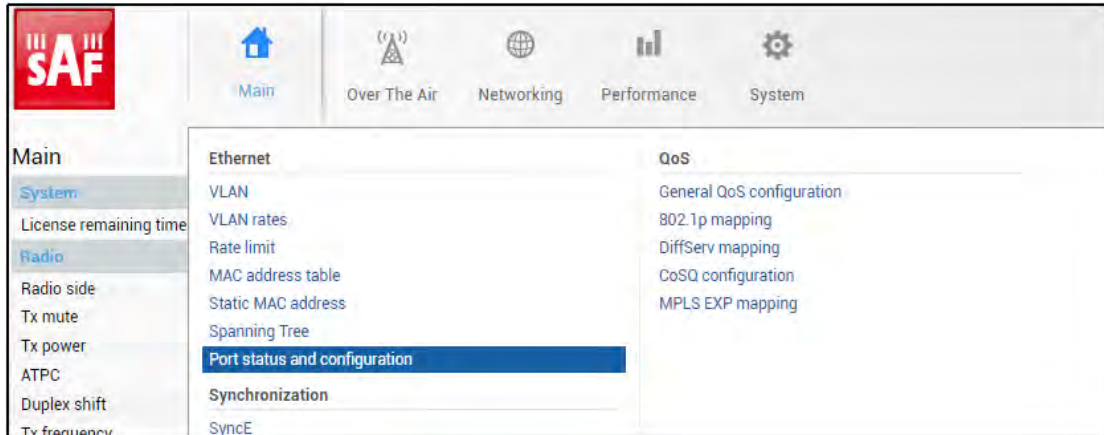 SAF
Main
Over The Air
Networking
Performance
System
Main
System
License remaining time
Radio
Radio side
Tx mute
Tx power
ATPC
Duplex shift
Tx frequency
Ethernet
VLAN
VLAN rates
Rate limit
MAC address table
Static MAC address
Spanning Tree
Port status and configuration
Synchronization
SyncE
QoS
General QoS configuration
802.1p mapping
DiffServ mapping
CoSQ configuration
MPLS EXP mapping